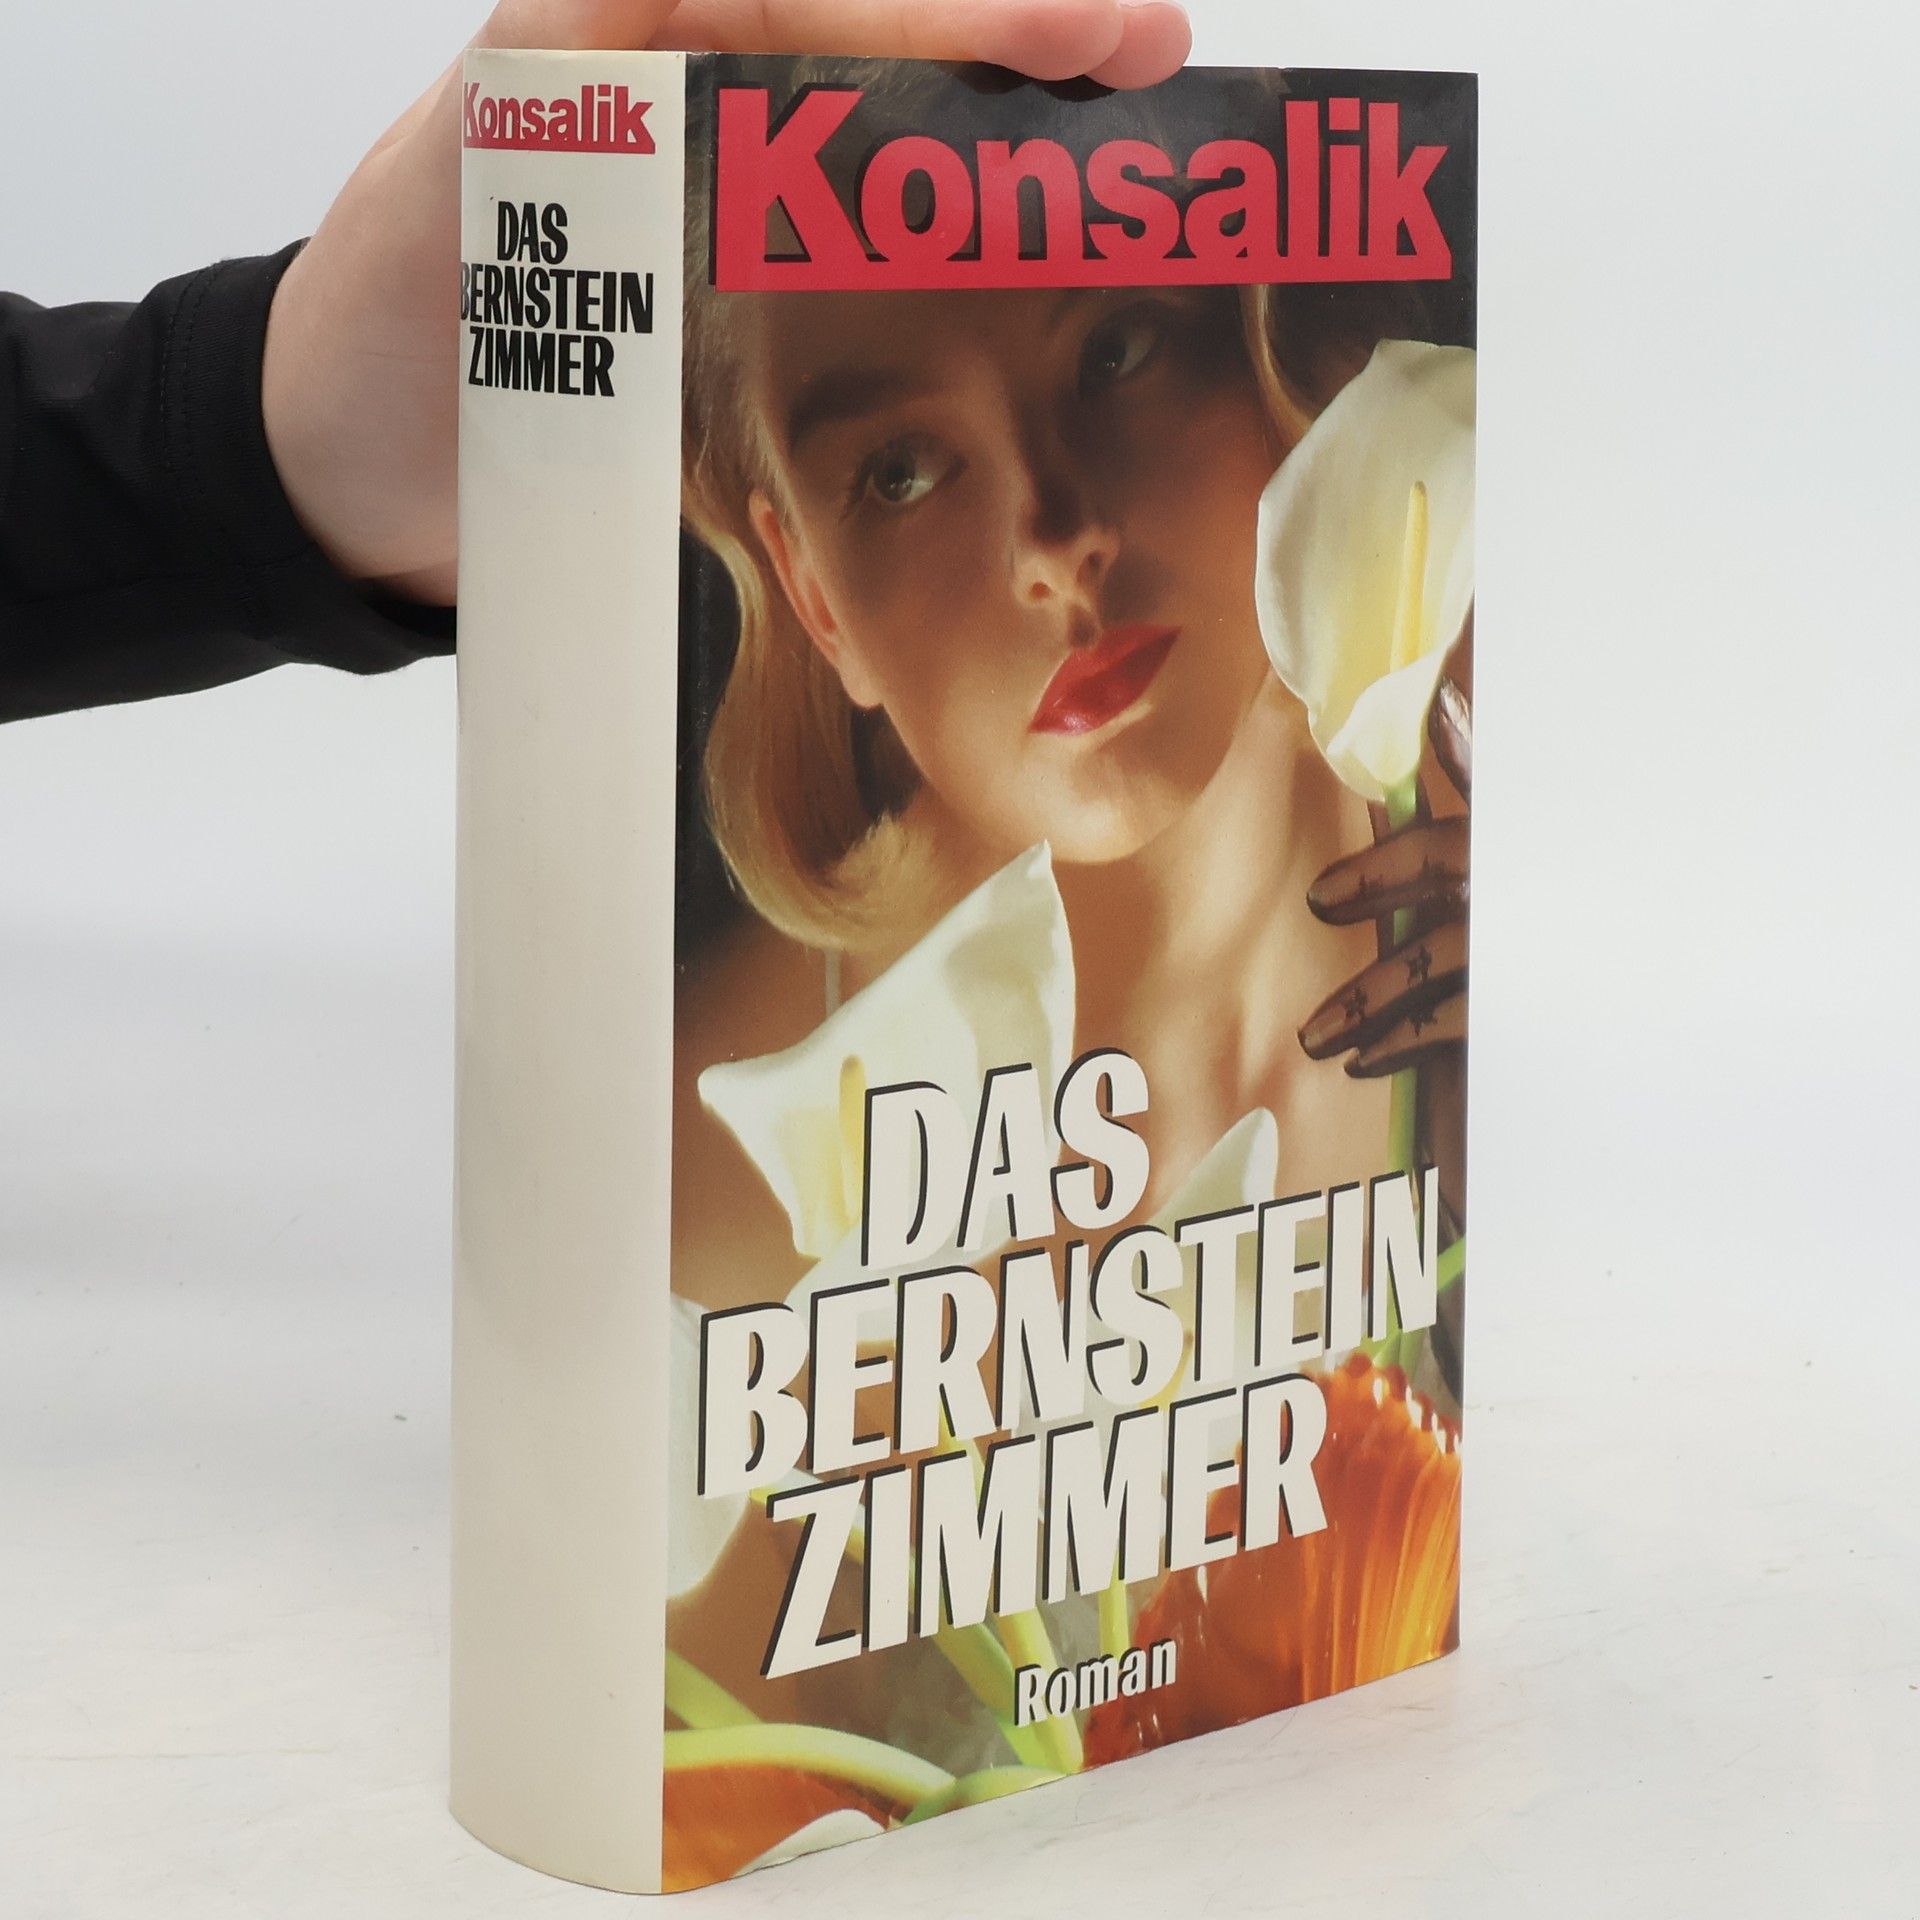 Konsalik
DAS
BERNSTEIN
ZIMMER
Konsalik
DAS
BERNSTEIN
ZIMMER
Roman